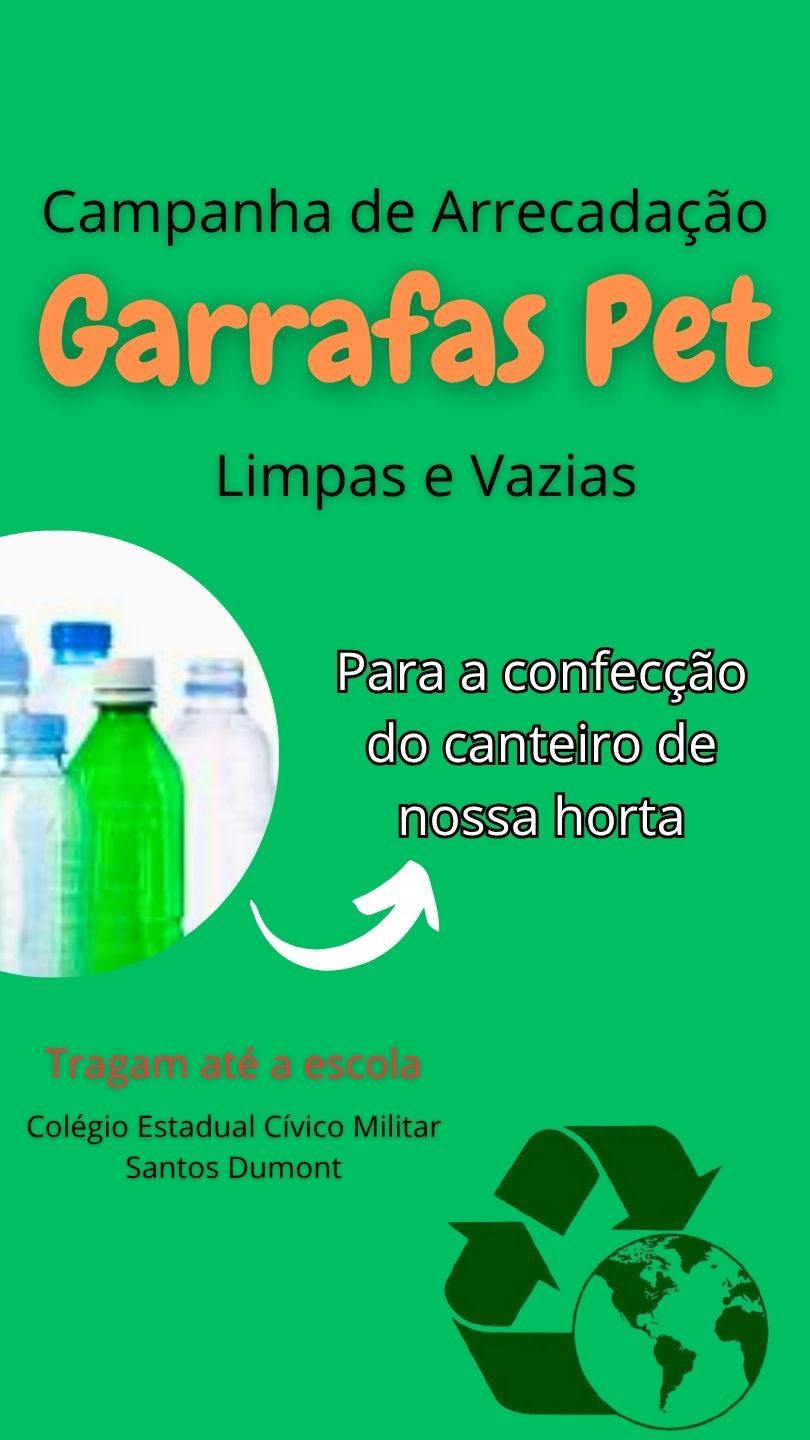 Campanha de Arrecadação
Garrafas Pet
Limpas e Vazias
Para a confecção
do canteiro de
nossa horta
Tragam até a escola
Colégio Estadual Cívico Militar
Santos Dumont